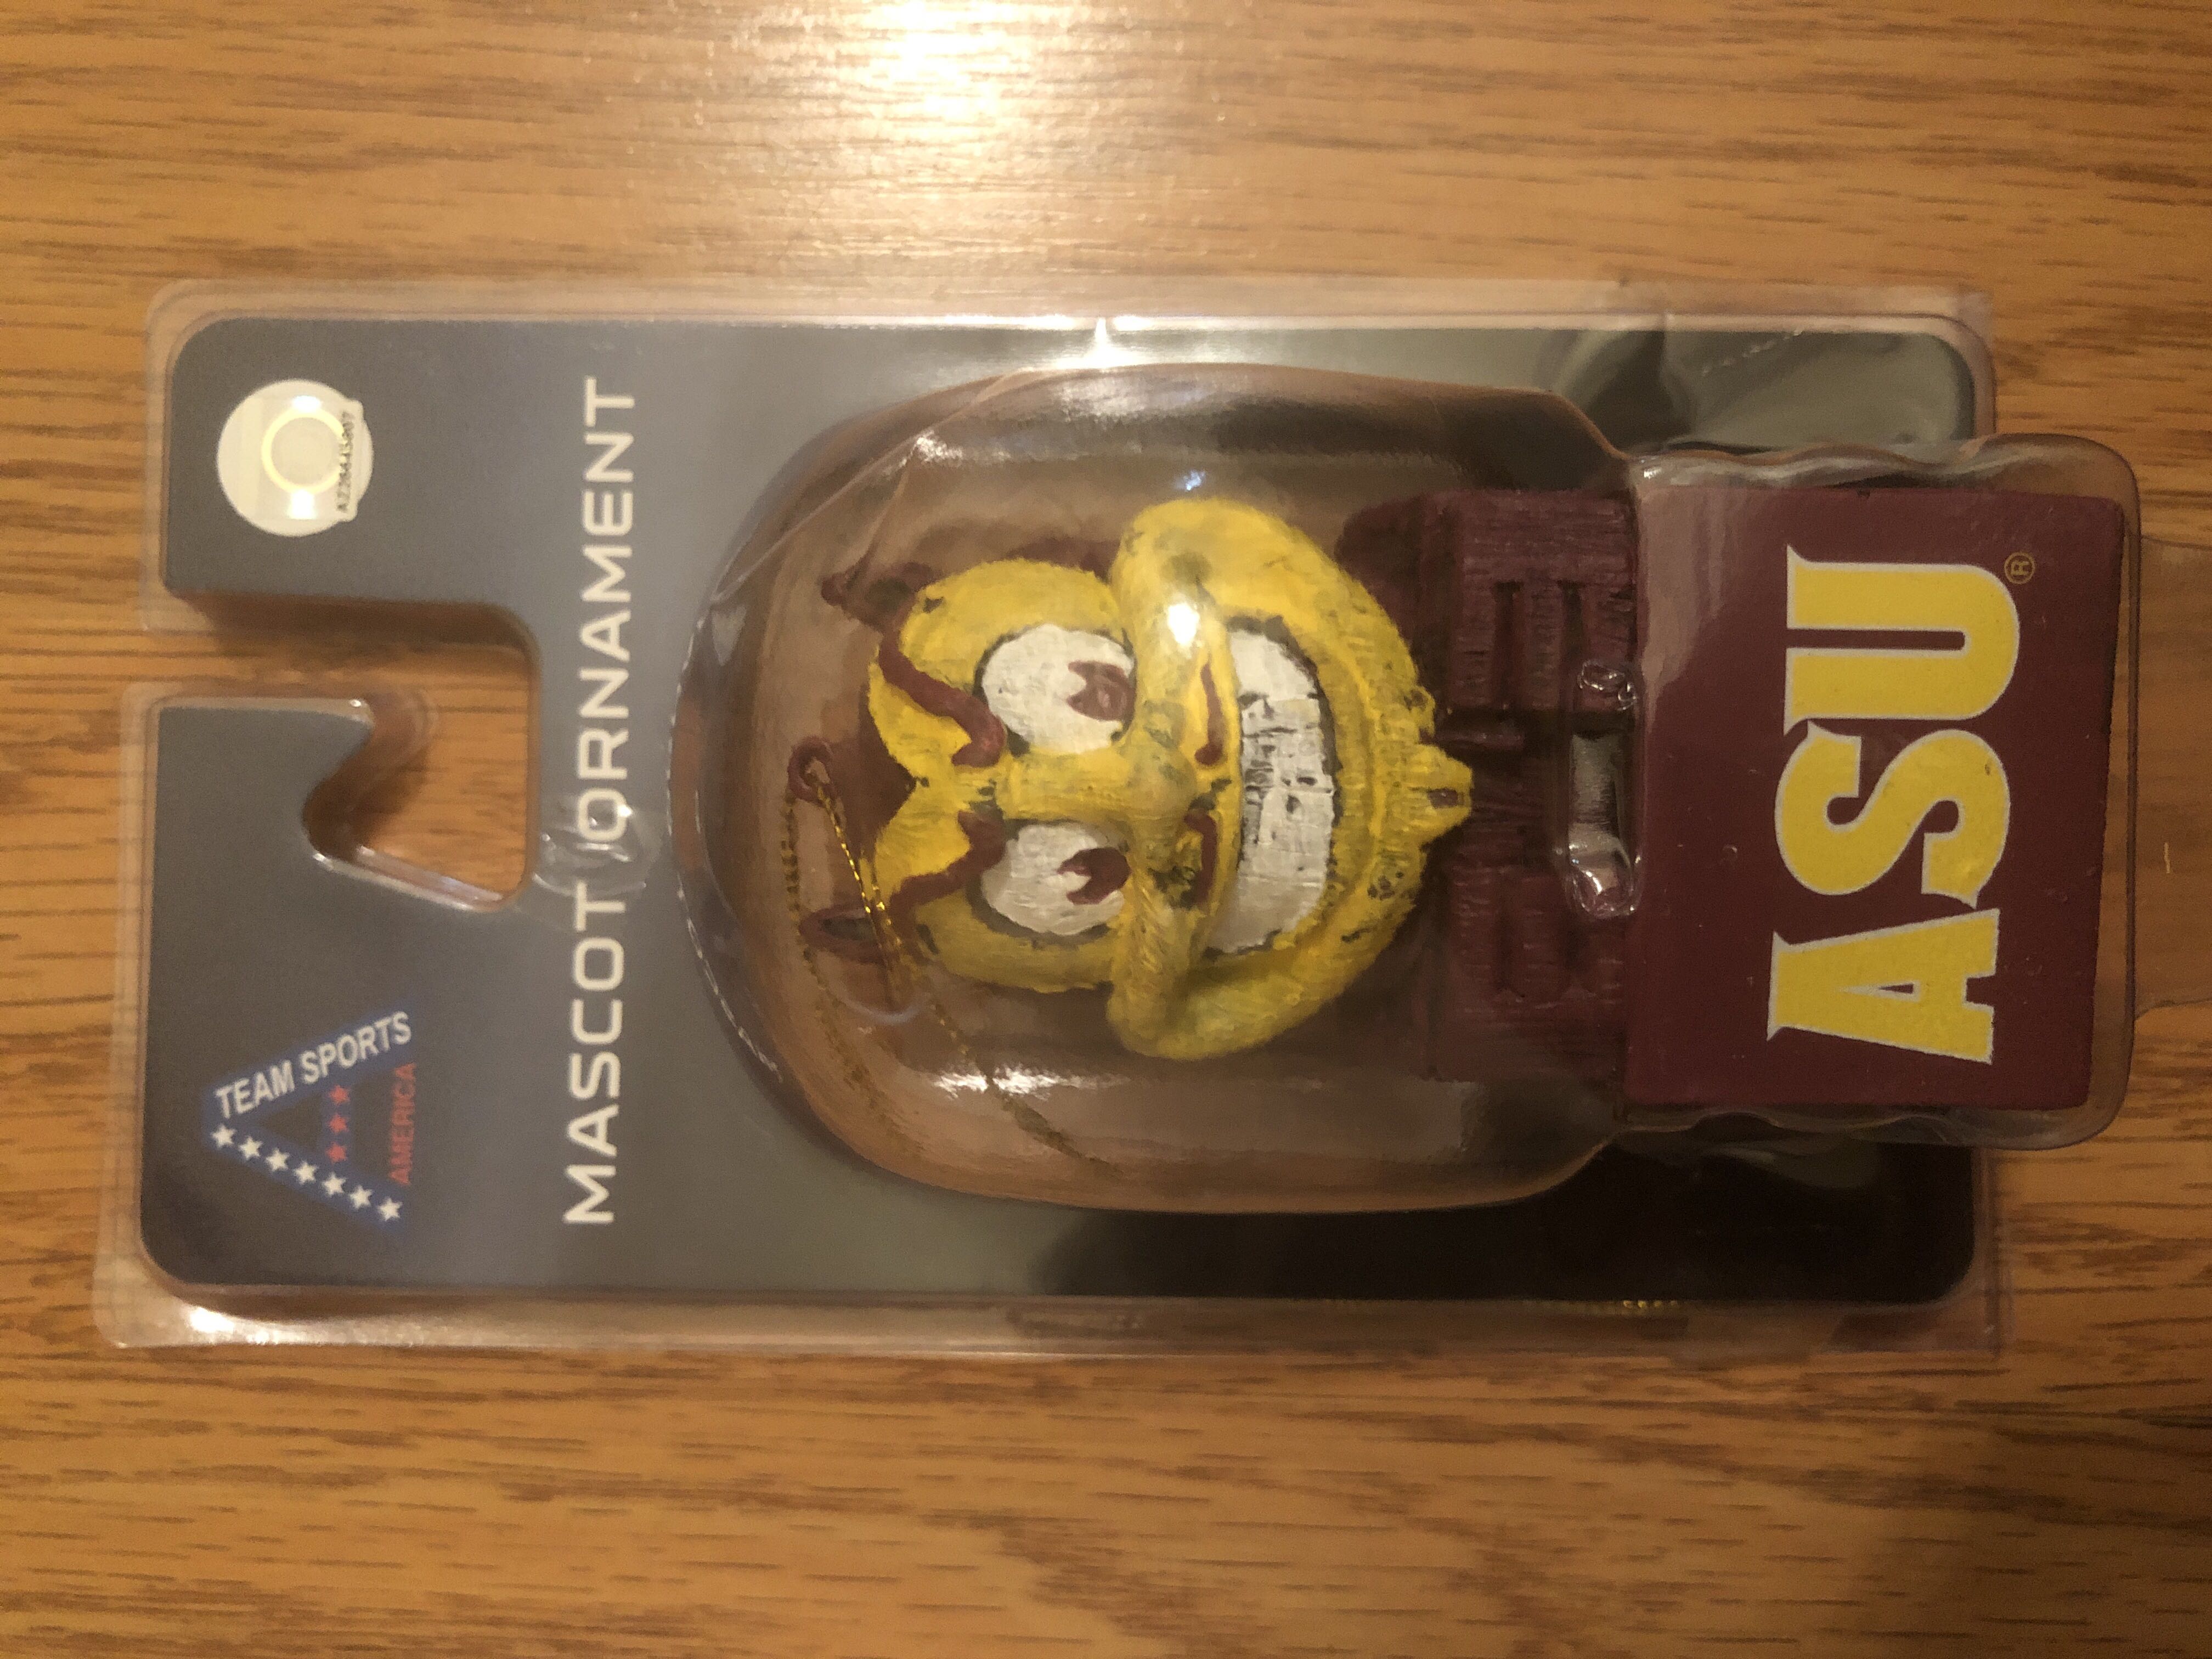 TEAM SPORTS
AMERICA
MASCOT ORNAMENT
ASU®